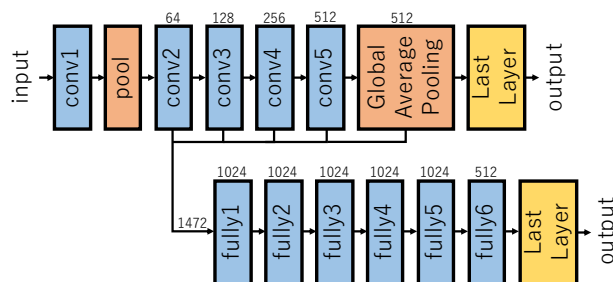 64 128 256 512 512
input conv1 pool conv2 conv3 conv4 conv5 Global Average Pooling Last Layer output
1024 1024 1024 1024 1024 512
1472 fully1 fully2 fully3 fully4 fully5 fully6 Last Layer output